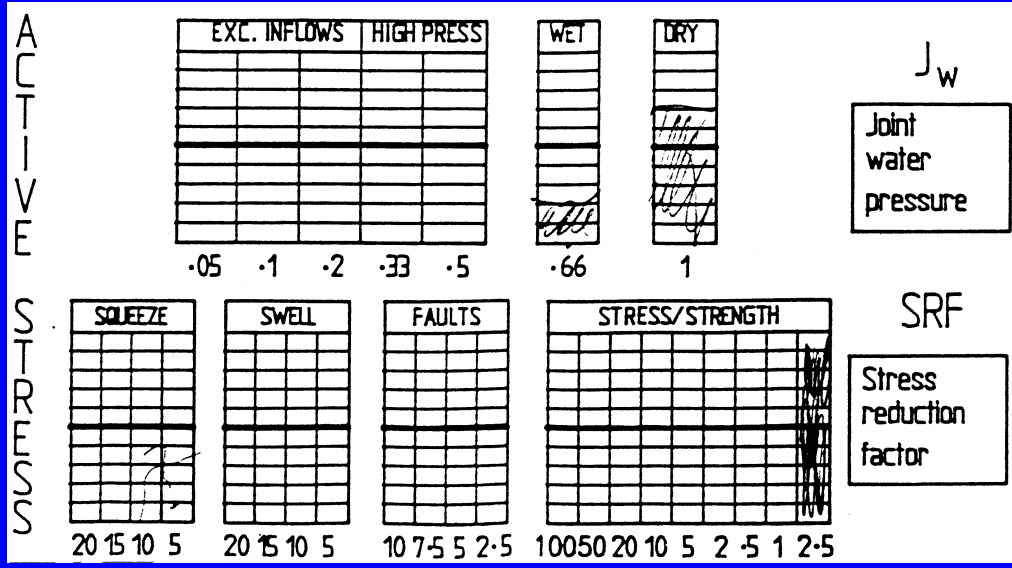 ACTIVE
EXC. INFLOWS HIGH PRESS WET DRY
·05 ·1 ·2 ·33 ·5 ·66 1
Jw
Joint
water
pressure
STRESS
SQUEEZE SWELL FAULTS STRESS/STRENGTH
20 15 10 5 20 15 10 5 10 7·5 5 2·5 100 50 20 10 5 2 ·5 1 2·5
SRF
Stress
reduction
factor